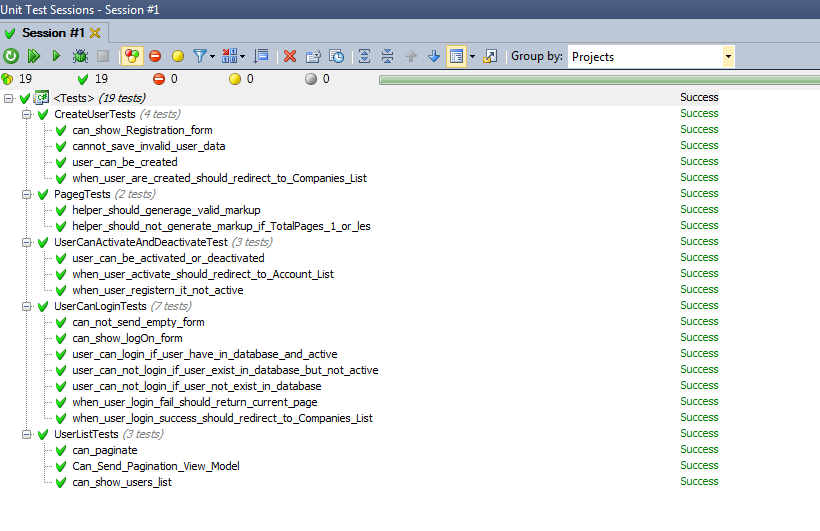 Unit Test Sessions - Session #1
Session #1
Group by: Projects
19 19 0 0 0
<Tests> (19 tests) Success
CreateUserTests (4 tests) Success
can_show_Registration_form Success
cannot_save_invalid_user_data Success
user_can_be_created Success
when_user_are_created_should_redirect_to_Companies_List Success
PagegTests (2 tests) Success
helper_should_generage_valid_markup Success
helper_should_not_generate_markup_if_TotalPages_1_or_les Success
UserCanActivateAndDeactivateTest (3 tests) Success
user_can_be_activated_or_deactivated Success
when_user_activate_should_redirect_to_Account_List Success
when_user_registern_it_not_active Success
UserCanLoginTests (7 tests) Success
can_not_send_empty_form Success
can_show_logOn_form Success
user_can_login_if_user_have_in_database_and_active Success
user_can_not_login_if_user_exist_in_database_but_not_active Success
user_can_not_login_if_user_not_exist_in_database Success
when_user_login_fail_should_return_current_page Success
when_user_login_success_should_redirect_to_Companies_List Success
UserListTests (3 tests) Success
can_paginate Success
Can_Send_Pagination_View_Model Success
can_show_users_list Success